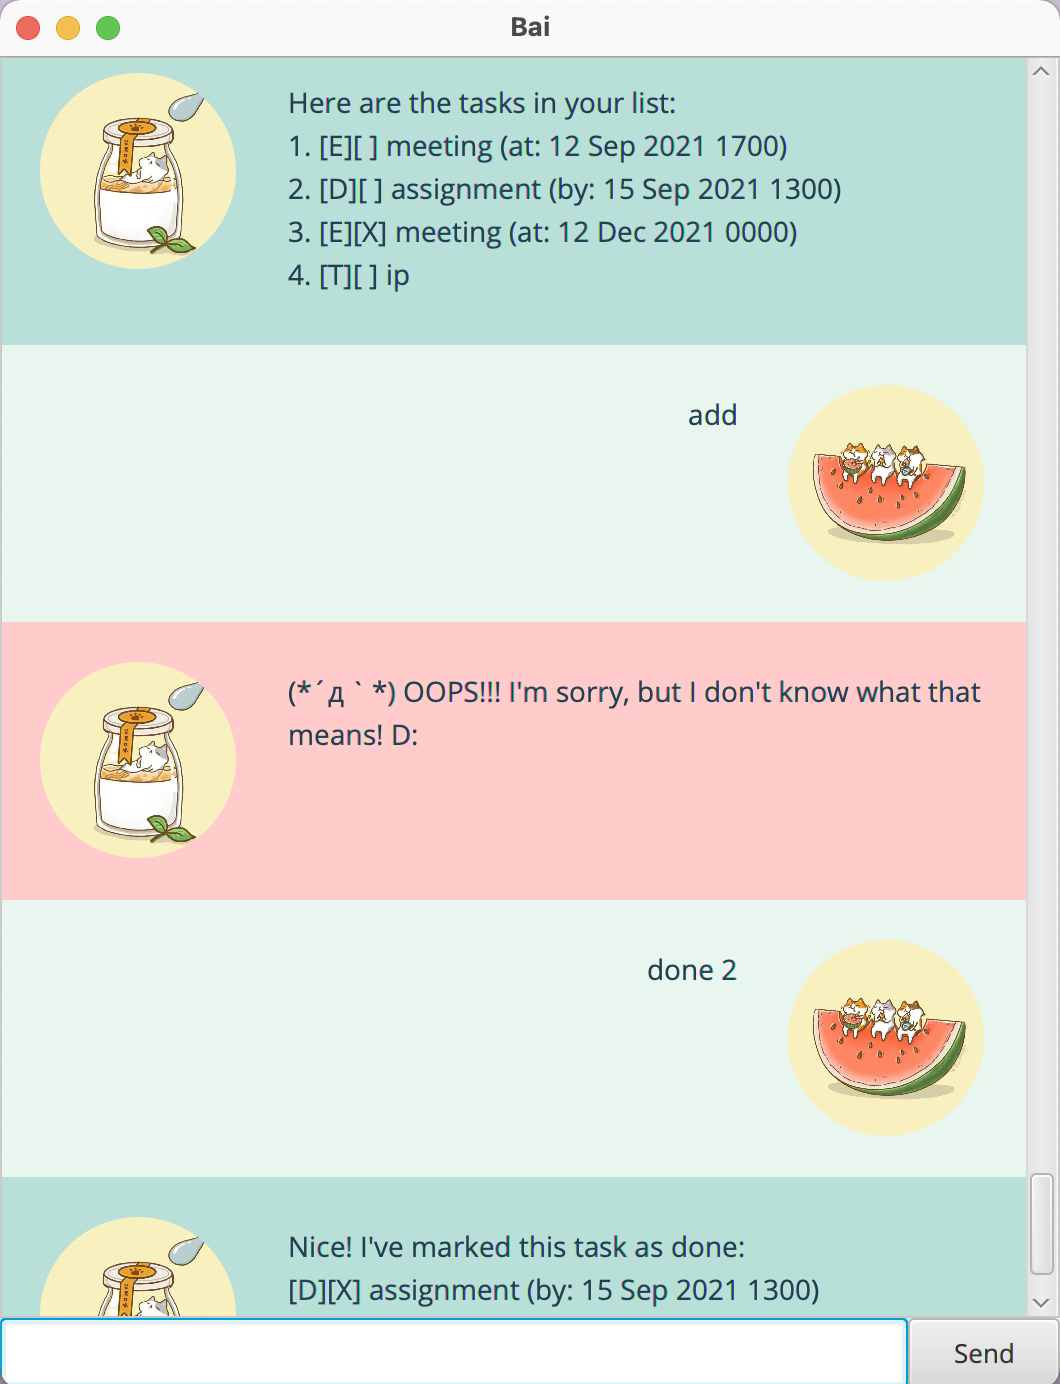 Bai
Here are the tasks in your list:
1. [E][ ] meeting (at: 12 Sep 2021 1700)
2. [D][ ] assignment (by: 15 Sep 2021 1300)
3. [E][X] meeting (at: 12 Dec 2021 0000)
4. [T][ ] ip
add
(*´д｀*) OOPS!!! I'm sorry, but I don't know what that
means! D:
done 2
Nice! I've marked this task as done:
[D][X] assignment (by: 15 Sep 2021 1300)
Send